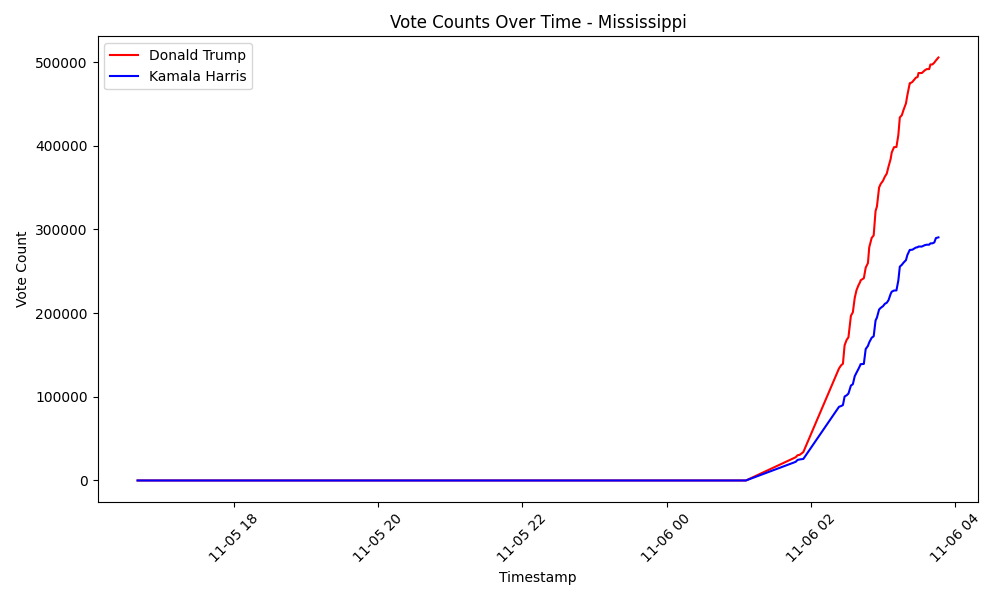 Vote Counts Over Time - Mississippi
Donald Trump
Kamala Harris
500000
400000
300000
200000
100000
0
Vote Count
11-05 18
11-05 20
11-05 22
11-06 00
11-06 02
11-06 04
Timestamp